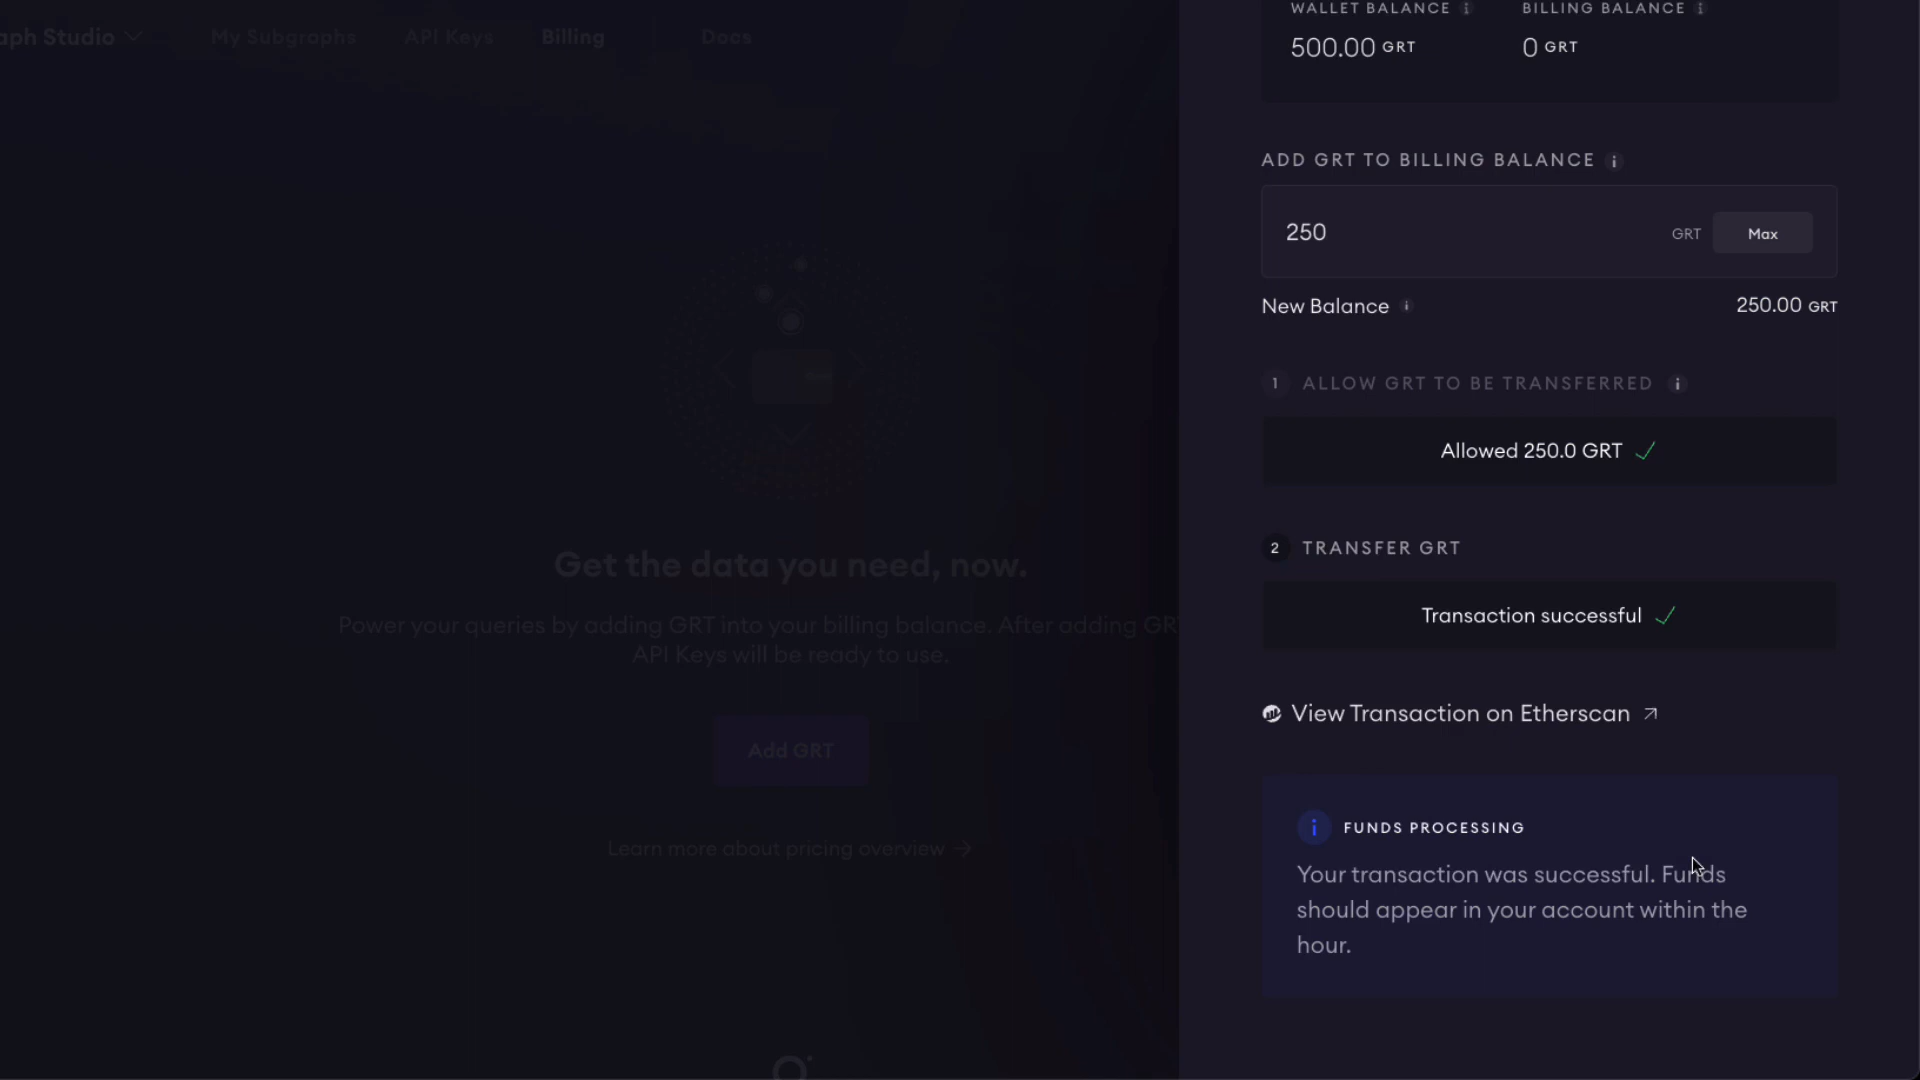 aph Studio
My Subgraphs
API Keys
Billing
Docs
Get the data you need, now.
Power your queries by adding GRT into your billing balance. After adding GR
API Keys will be ready to use.
Add GRT
Learn more about pricing overview →
WALLET BALANCE i
BILLING BALANCE i
500.00 GRT
0 GRT
ADD GRT TO BILLING BALANCE i
250
GRT
Max
New Balance i
250.00 GRT
1 ALLOW GRT TO BE TRANSFERRED i
Allowed 250.0 GRT ✓
2 TRANSFER GRT
Transaction successful ✓
View Transaction on Etherscan ↗
i FUNDS PROCESSING
Your transaction was successful. Funds
should appear in your account within the
hour.